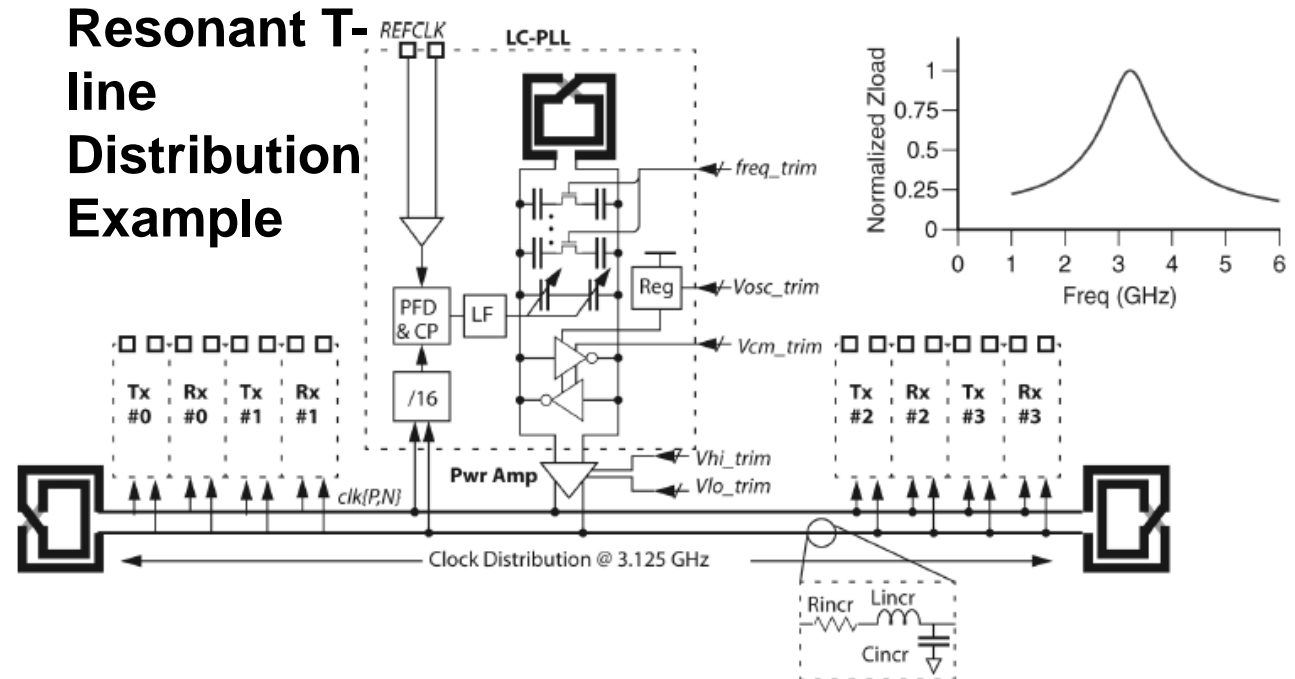 Resonant T-
line
Distribution
Example
REFCLK
LC-PLL
freq_trim
Reg
Vosc_trim
PFD
& CP
LF
Vcm_trim
/16
Pwr Amp
Vhi_trim
Vlo_trim
Tx
#0
Rx
#0
Tx
#1
Rx
#1
clk{P,N}
Tx
#2
Rx
#2
Tx
#3
Rx
#3
Clock Distribution @ 3.125 GHz
Rincr
Lincr
Cincr
Normalized Zload
1
0.75
0.5
0.25
0
0 1 2 3 4 5 6
Freq (GHz)